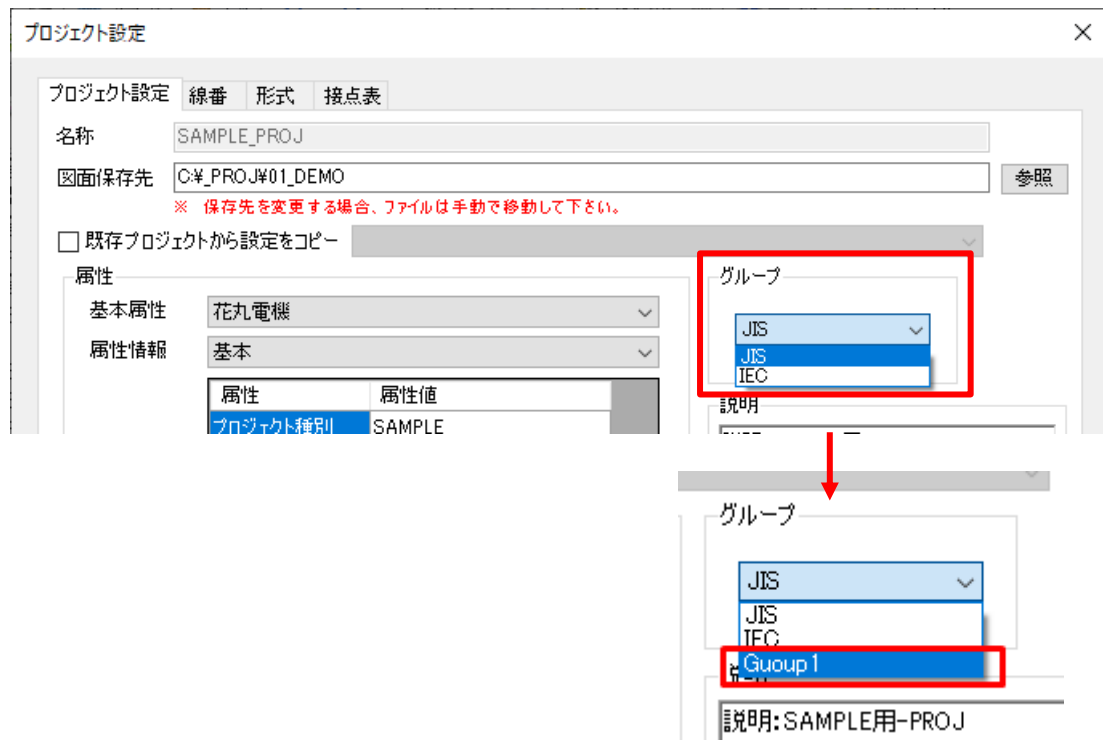 プロジェクト設定
プロジェクト設定 線番 形式 接点表
名称 SAMPLE_PROJ
図面保存先 C:¥_PROJ¥01_DEMO 参照
※ 保存先を変更する場合、ファイルは手動で移動して下さい。
既存プロジェクトから設定をコピー
属性
基本属性 花丸電機
属性情報 基本
属性 属性値
プロジェクト種別 SAMPLE
グループ
JIS
JIS
IEC
説明
グループ
JIS
JIS
IEC
Guoup1
説明:SAMPLE用-PROJ